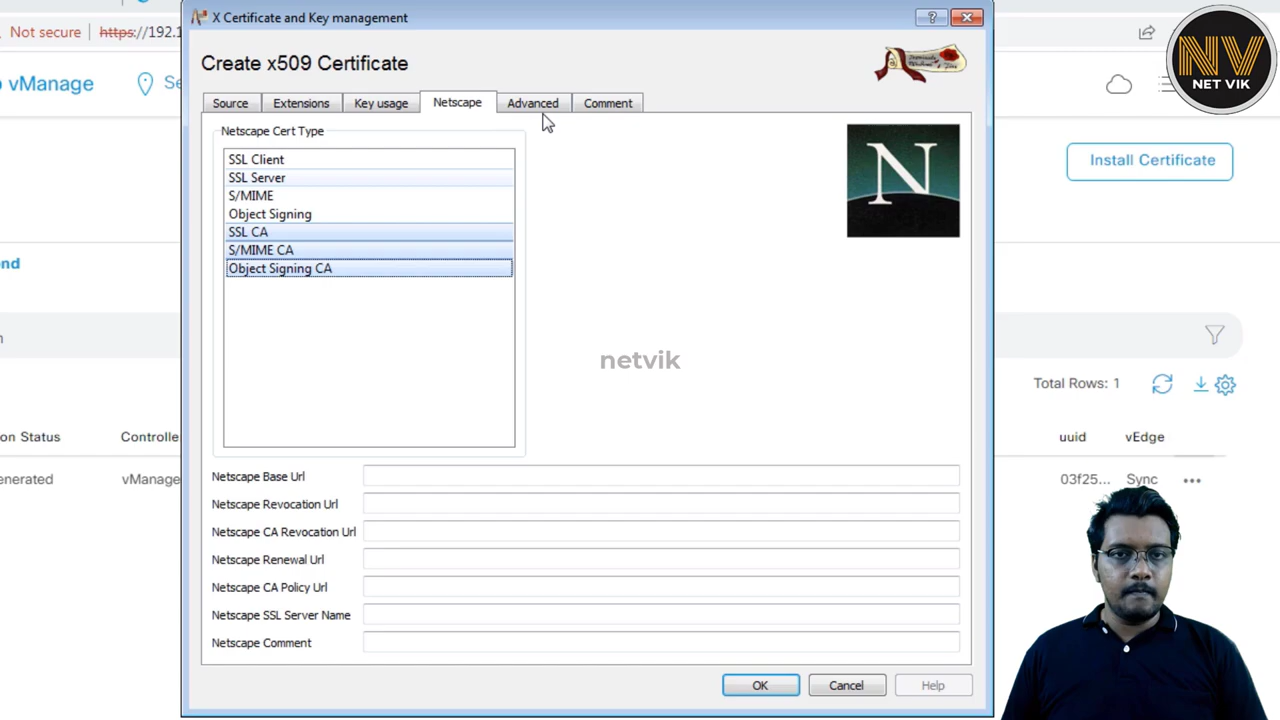 X Certificate and Key management
?
Not secure
https://192.1
NV
NET VIK
Create x509 Certificate
vManage
Se
Source
Extensions
Key usage
Netscape
Advanced
Comment
Netscape Cert Type
SSL Client
SSL Server
S/MIME
Object Signing
SSL CA
S/MIME CA
Object Signing CA
N
Install Certificate
ond
netvik
Total Rows: 1
on Status
Controlle
uuid
vEdge
enerated
vManage
03f25...
Sync
Netscape Base Url
Netscape Revocation Url
Netscape CA Revocation Url
Netscape Renewal Url
Netscape CA Policy Url
Netscape SSL Server Name
Netscape Comment
OK
Cancel
Help